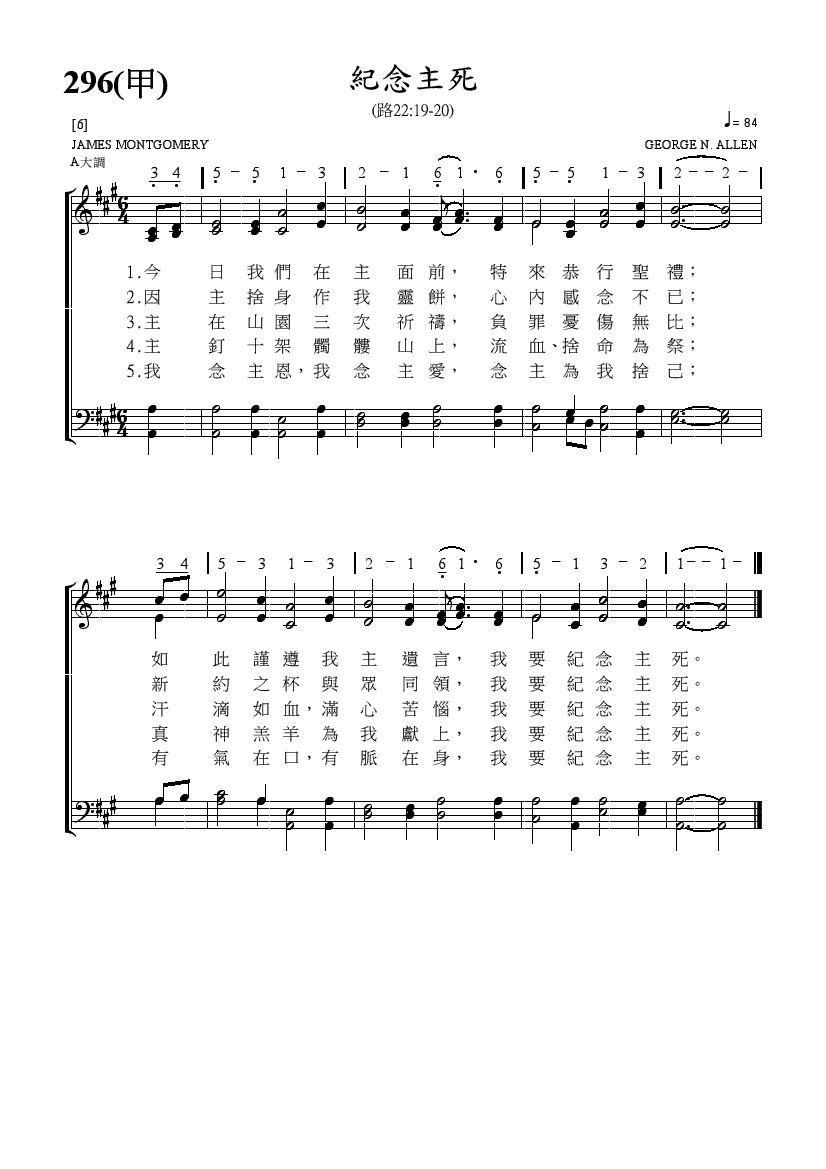 296(甲)
紀念主死
(路22:19-20)
[6]
= 84
JAMES MONTGOMERY
GEORGE N. ALLEN
A大調
3 4 | 5 - 5 1 - 3 | 2 - 1 6 1 · 6 | 5 - 5 1 - 3 | 2 - - 2 - |
6 4
1.今 日 我 們 在 主 面 前， 特 來 恭 行 聖 禮；
2.因 主 捨 身 作 我 靈 餅， 心 內 感 念 不 已；
3.主 在 山 園 三 次 祈 禱， 負 罪 憂 傷 無 比；
4.主 釘 十 架 髑 髏 山 上， 流 血、捨 命 為 祭；
5.我 念 主 恩，我 念 主 愛， 念 主 為 我 捨 己；
6 4
3 4 | 5 - 3 1 - 3 | 2 - 1 6 1 · 6 | 5 - 1 3 - 2 | 1 - - 1 - |
如 此 謹 遵 我 主 遺 言， 我 要 紀 念 主 死。
新 約 之 杯 與 眾 同 領， 我 要 紀 念 主 死。
汗 滴 如 血，滿 心 苦 惱， 我 要 紀 念 主 死。
真 神 羔 羊 為 我 獻 上， 我 要 紀 念 主 死。
有 氣 在 口，有 脈 在 身， 我 要 紀 念 主 死。